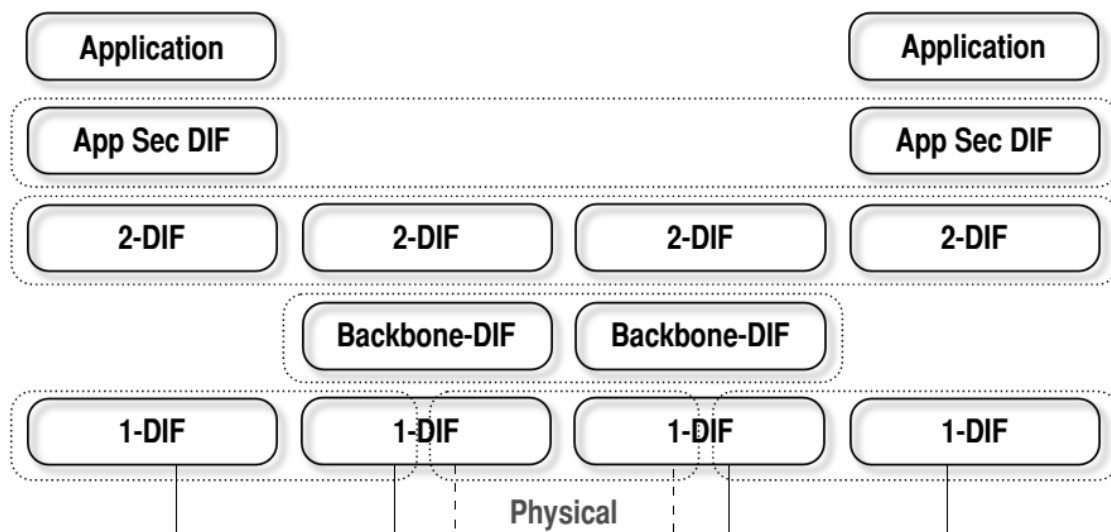 Application Application
App Sec DIF App Sec DIF
2-DIF 2-DIF 2-DIF 2-DIF
Backbone-DIF Backbone-DIF
1-DIF 1-DIF 1-DIF 1-DIF
Physical